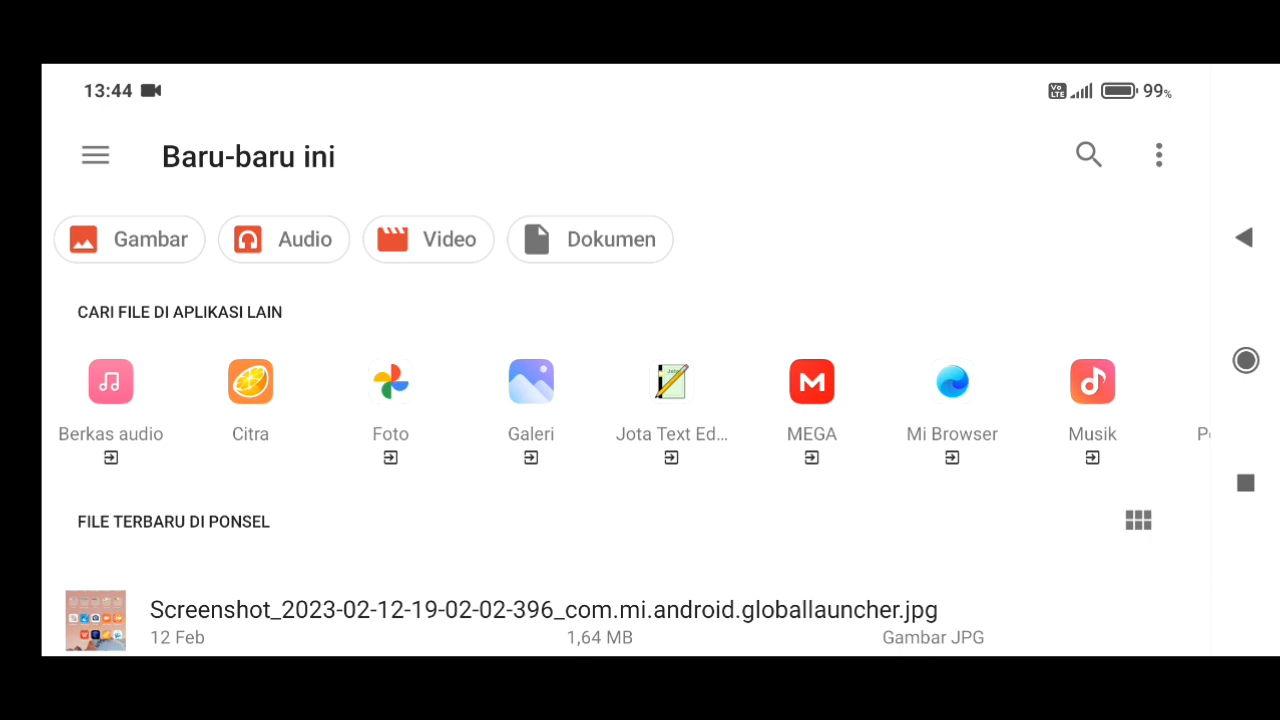 13:44 Vo LTE 99%
Baru-baru ini
Gambar Audio Video Dokumen
CARI FILE DI APLIKASI LAIN
Berkas audio Citra Foto Galeri Jota Text Ed... MEGA Mi Browser Musik
FILE TERBARU DI PONSEL
Screenshot_2023-02-12-19-02-02-396_com.mi.android.globallauncher.jpg
12 Feb 1,64 MB Gambar JPG